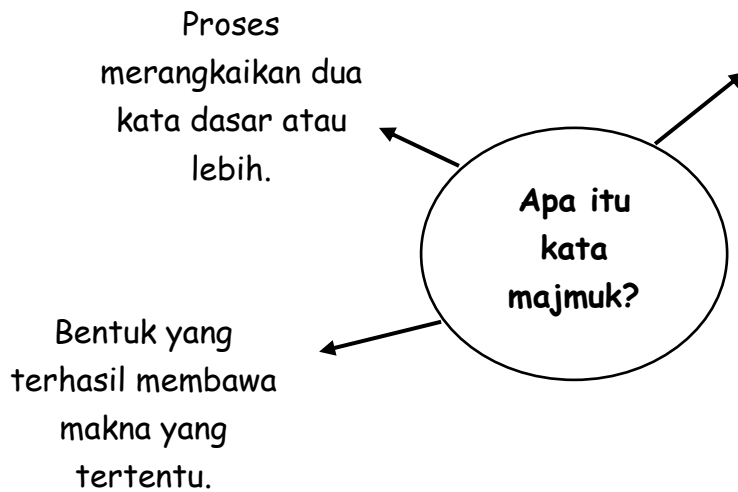 Proses
merangkaikan dua
kata dasar atau
lebih.
Apa itu
kata
majmuk?
Bentuk yang
terhasil membawa
makna yang
tertentu.